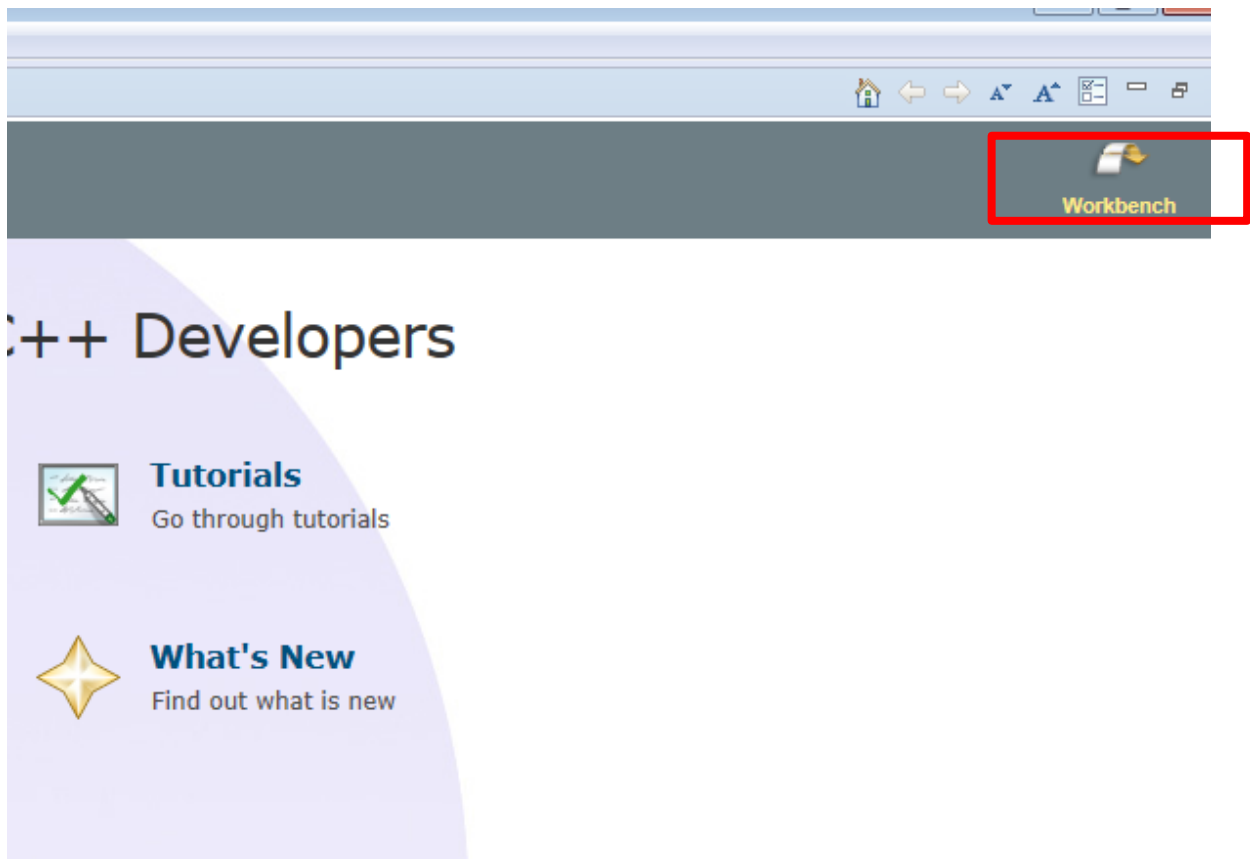 Workbench
C++ Developers
Tutorials
Go through tutorials
What's New
Find out what is new